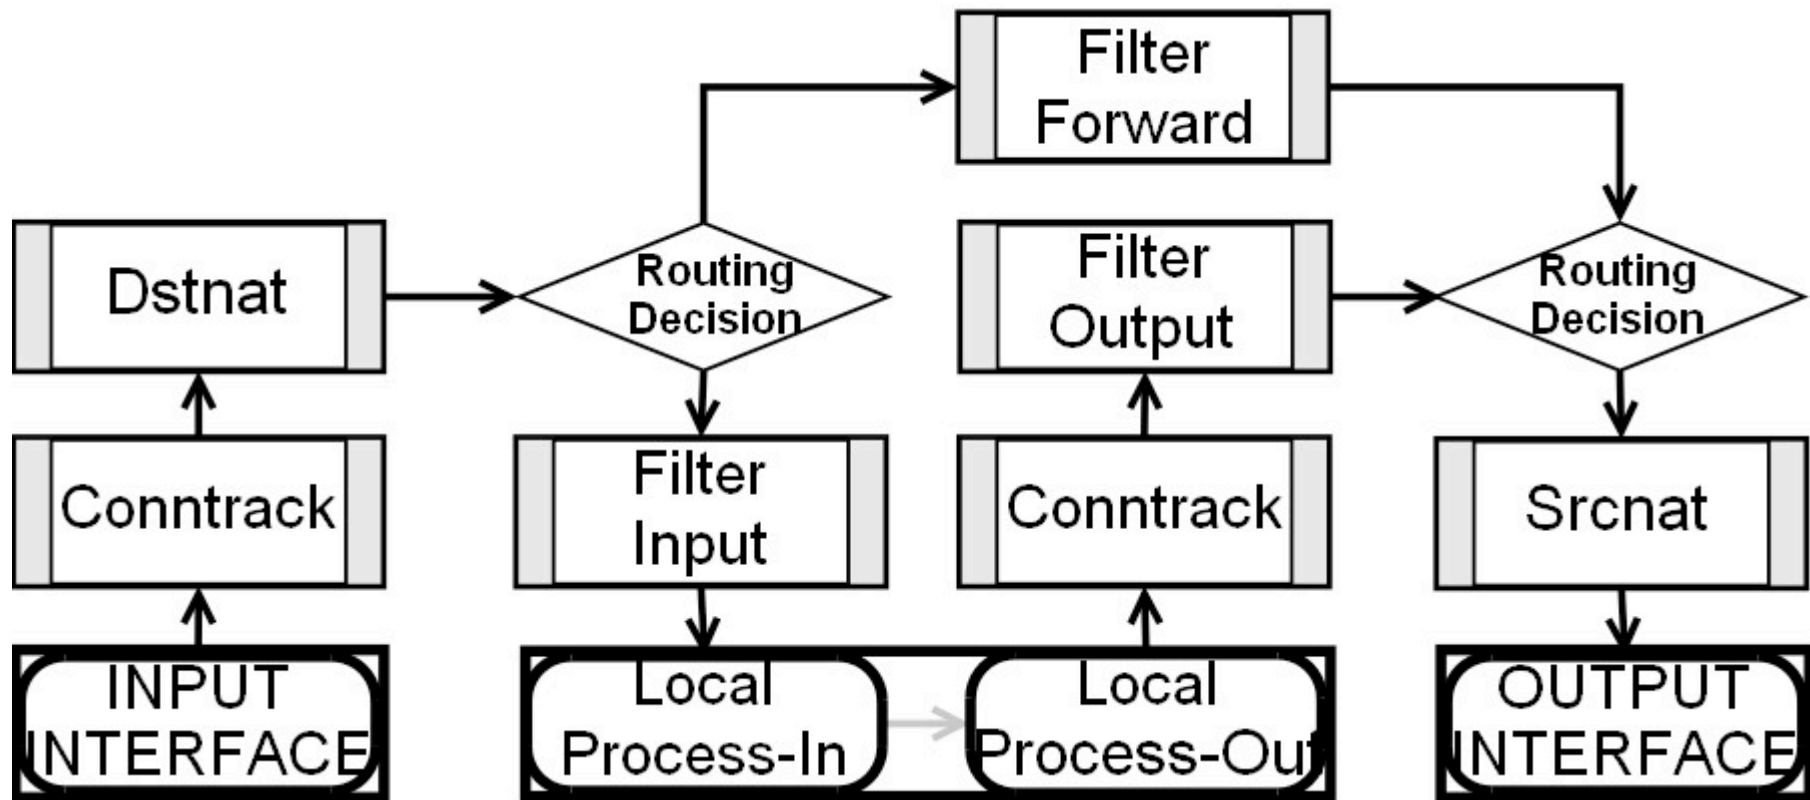 Filter
Forward
Dstnat
Routing
Decision
Filter
Output
Routing
Decision
Conntrack
Filter
Input
Conntrack
Srcnat
INPUT
INTERFACE
Local
Process-In
Local
Process-Out
OUTPUT
INTERFACE